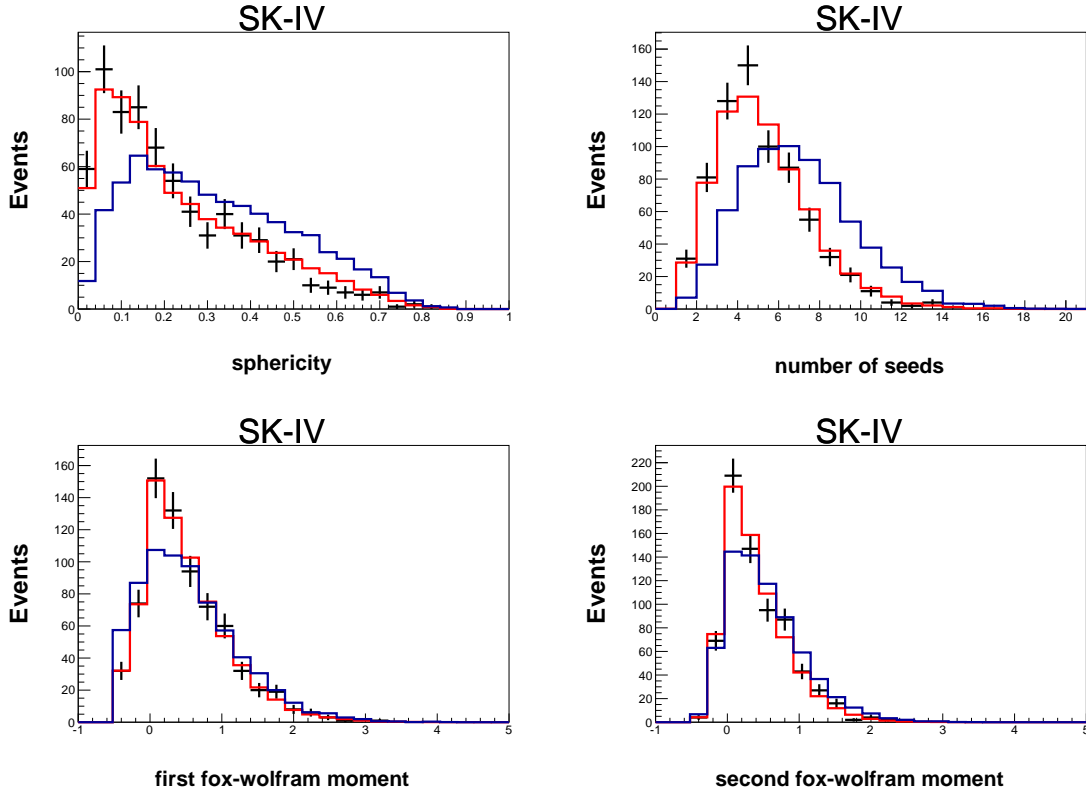 SK-IV
Events
100
80
60
40
20
0
0 0.1 0.2 0.3 0.4 0.5 0.6 0.7 0.8 0.9 1
sphericity
SK-IV
Events
160
140
120
100
80
60
40
20
0
0 2 4 6 8 10 12 14 16 18 20
number of seeds
SK-IV
Events
160
140
120
100
80
60
40
20
0
-1 0 1 2 3 4 5
first fox-wolfram moment
SK-IV
Events
220
200
180
160
140
120
100
80
60
40
20
0
-1 0 1 2 3 4 5
second fox-wolfram moment